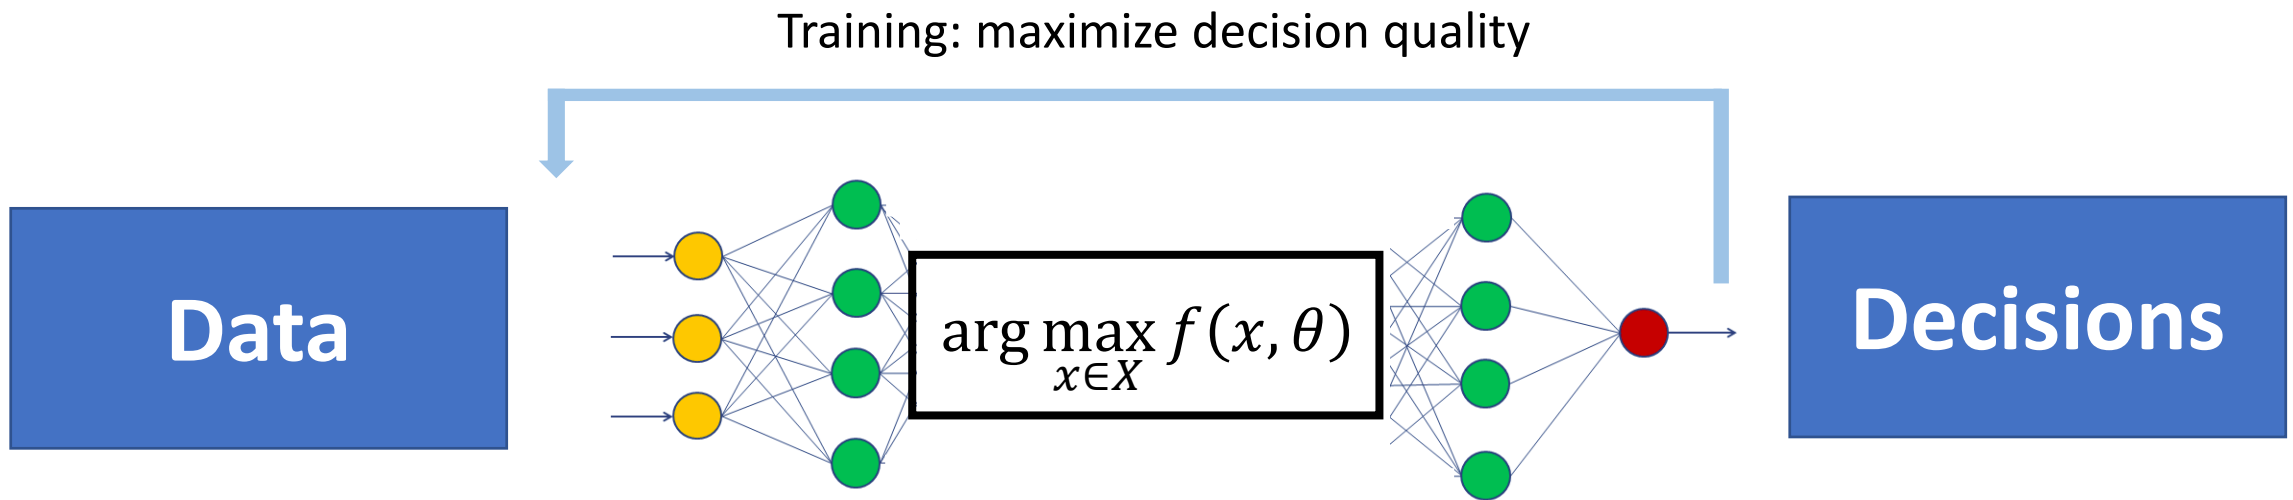 Training: maximize decision quality
Data
arg max f(x, θ)
x∈X
Decisions